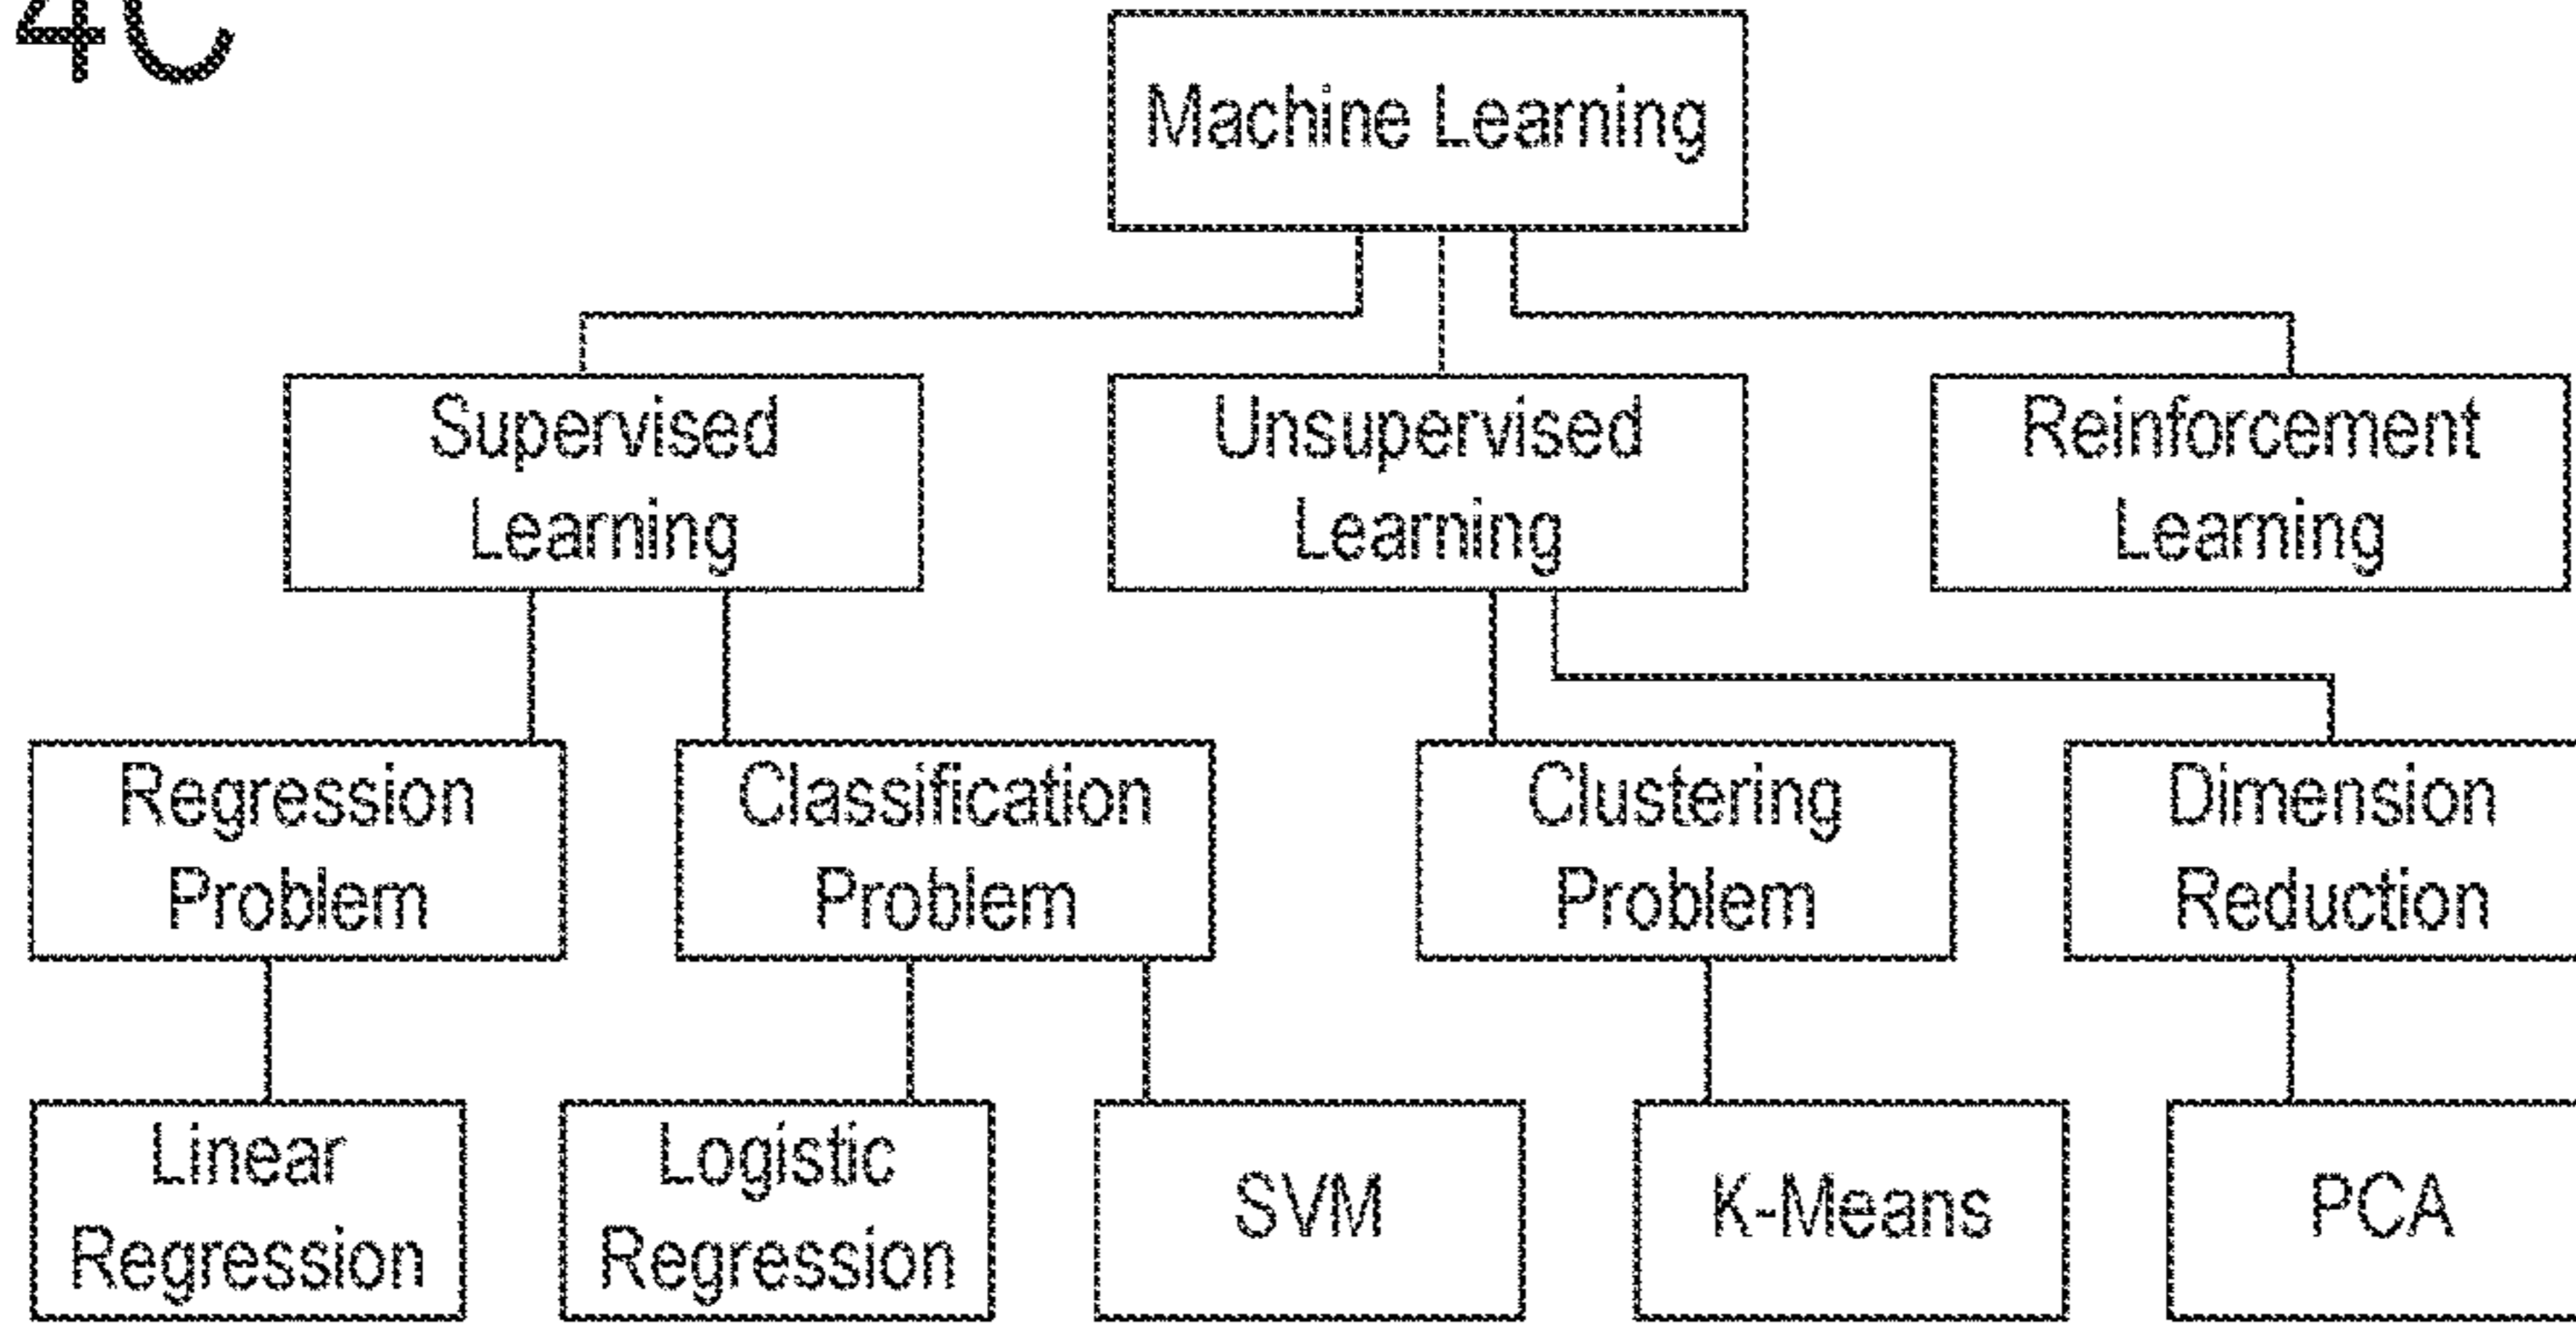 4C
Machine Learning
Supervised
Learning
Unsupervised
Learning
Reinforcement
Learning
Regression
Problem
Classification
Problem
Clustering
Problem
Dimension
Reduction
Linear
Regression
Logistic
Regression
SVM
K-Means
PCA